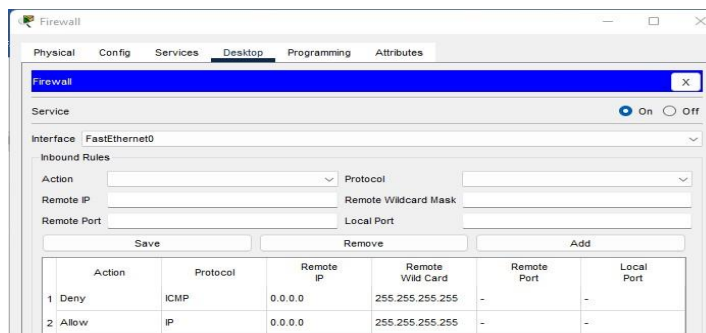 Firewall
Physical Config Services Desktop Programming Attributes
Firewall X
Service On Off
Interface FastEthernet0
Inbound Rules
Action Protocol
Remote IP Remote Wildcard Mask
Remote Port Local Port
Save Remove Add
Action Protocol Remote IP Remote Wild Card Remote Port Local Port
1 Deny ICMP 0.0.0.0 255.255.255.255 - -
2 Allow IP 0.0.0.0 255.255.255.255 - -